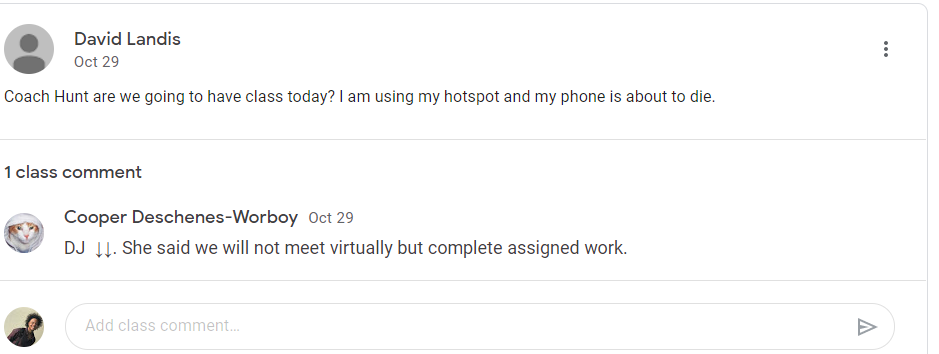 David Landis
Oct 29
Coach Hunt are we going to have class today? I am using my hotspot and my phone is about to die.
1 class comment
Cooper Deschenes-Worboy Oct 29
DJ ↓↓. She said we will not meet virtually but complete assigned work.
Add class comment...